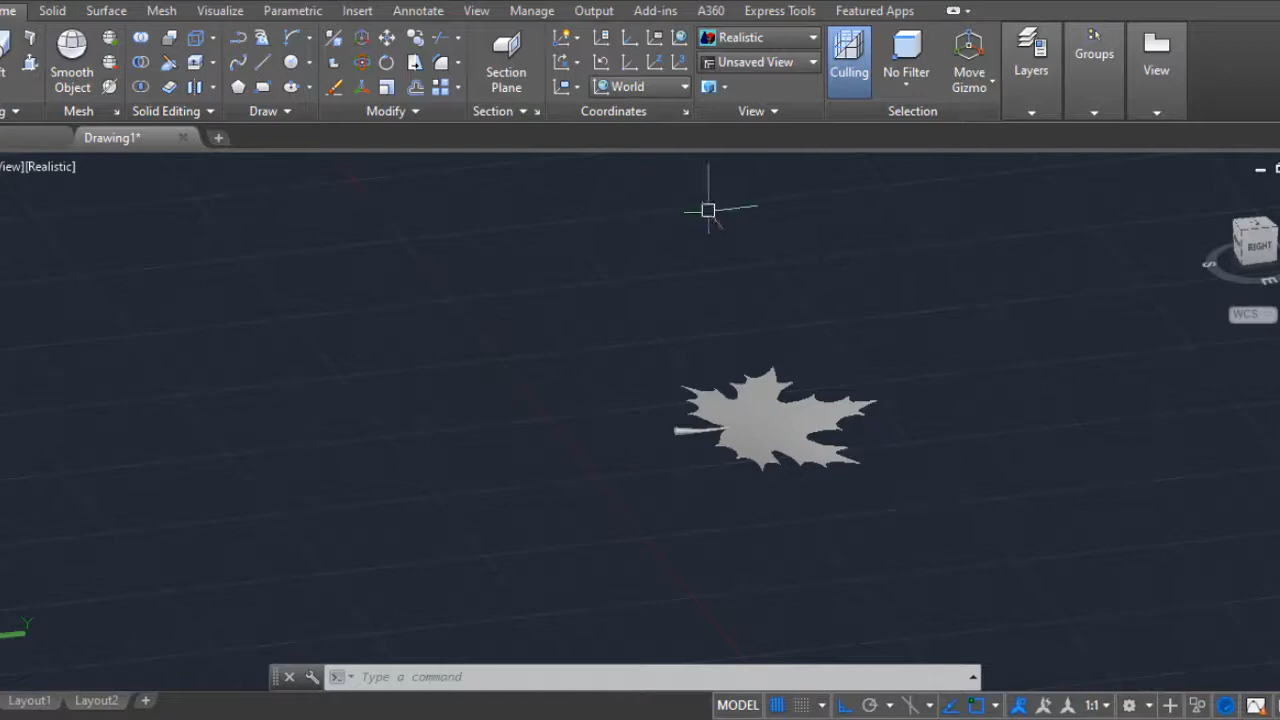 me Solid Surface Mesh Visualize Parametric Insert Annotate View Manage Output Add-ins A360 Express Tools Featured Apps
Realistic
Unsaved View
World
ft
Smooth Object
Section Plane
Culling
No Filter
Move Gizmo
Layers
Groups
View
Mesh Solid Editing Draw Modify Section Coordinates View Selection
Drawing1*
iew][Realistic]
RIGHT
S
E
WCS
Y
Type a command
Layout1 Layout2
MODEL 1:1